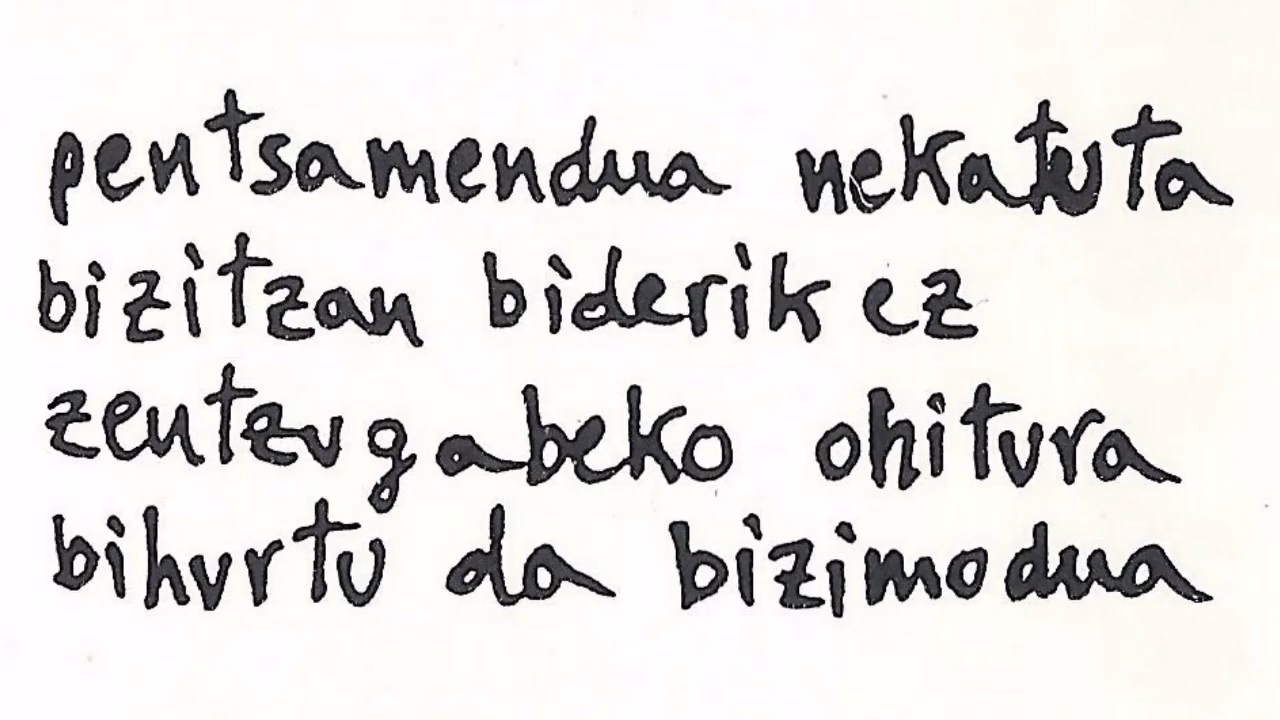 pentsamendua nekatuta
bizitzan biderik ez
zentzugabeko ohitura
bihurtu da bizimodua